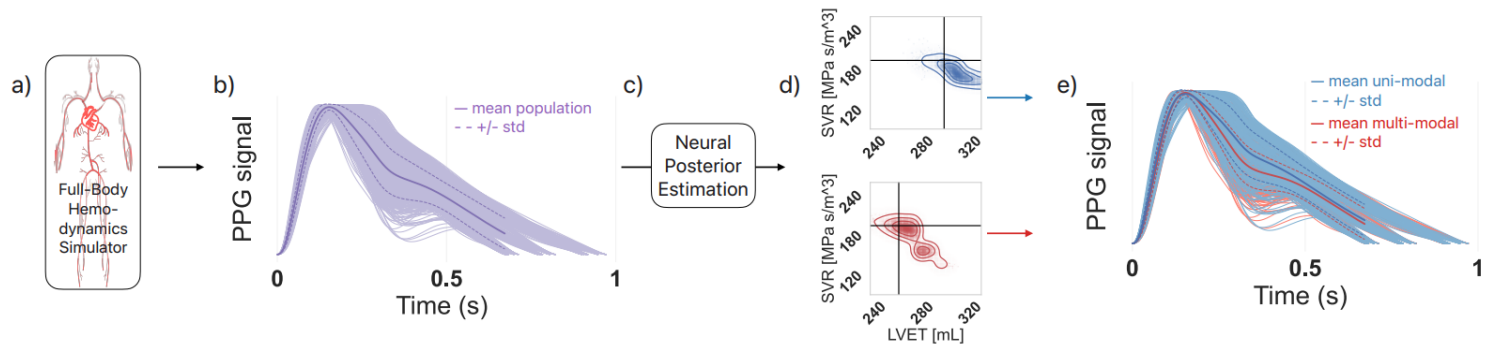 a)
Full-Body
Hemo-
dynamics
Simulator
b)
PPG signal
mean population
+/- std
0
0.5
1
Time (s)
c)
Neural
Posterior
Estimation
d)
SVR [MPa s/m^3]
240
180
120
240
280
320
SVR [MPa s/m^3]
240
180
120
240
280
320
LVET [mL]
e)
PPG signal
mean uni-modal
+/- std
mean multi-modal
+/- std
0
0.5
1
Time (s)